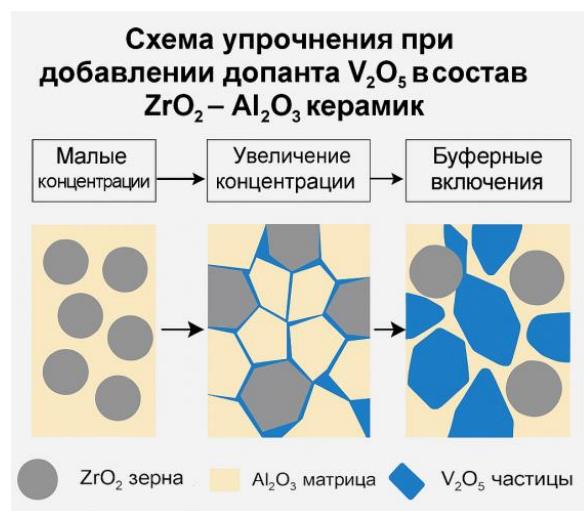 Схема упрочнения при
добавлении допанта V₂O₅ в состав
ZrO₂ – Al₂O₃ керамик
Малые концентрации
Увеличение концентрации
Буферные включения
ZrO₂ зерна
Al₂O₃ матрица
V₂O₅ частицы